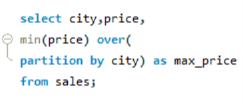 select city,price,
min(price) over(
partition by city) as max_price
from sales;